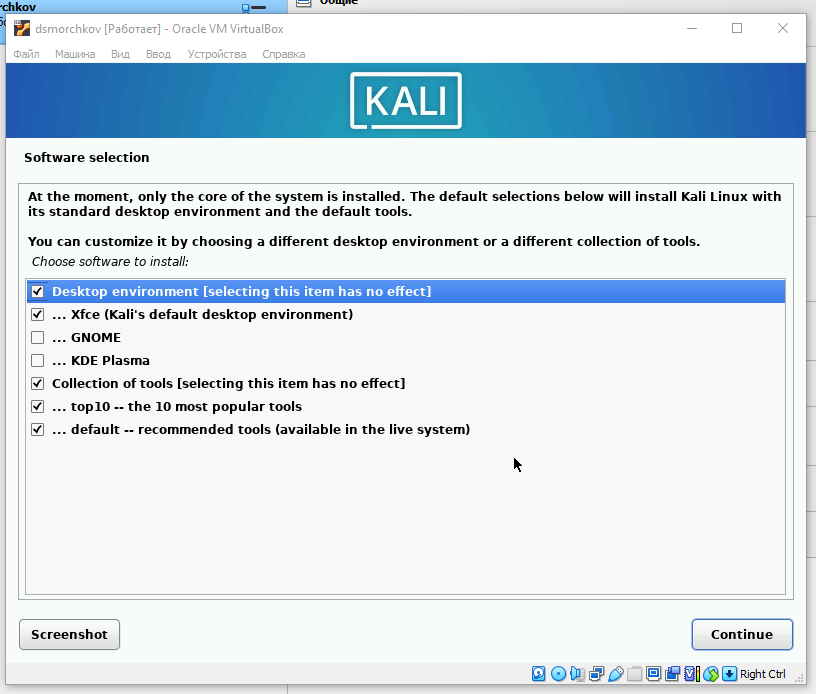 rchkov
Общие
dsmorchkov [Работает] - Oracle VM VirtualBox
Файл Машина Вид Ввод Устройства Справка
KALI
Software selection
At the moment, only the core of the system is installed. The default selections below will install Kali Linux with
its standard desktop environment and the default tools.
You can customize it by choosing a different desktop environment or a different collection of tools.
Choose software to install:
Desktop environment [selecting this item has no effect]
... Xfce (Kali's default desktop environment)
... GNOME
... KDE Plasma
Collection of tools [selecting this item has no effect]
... top10 -- the 10 most popular tools
... default -- recommended tools (available in the live system)
Screenshot
Continue
Right Ctrl